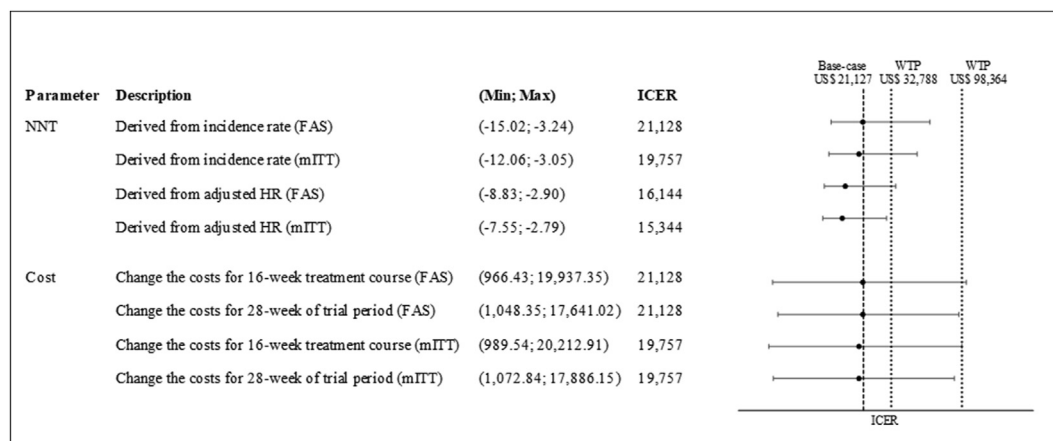 Base-case WTP WTP
US$ 21,127 US$ 32,788 US$ 98,364
Parameter Description (Min; Max) ICER
NNT Derived from incidence rate (FAS) (-15.02; -3.24) 21,128
Derived from incidence rate (mITT) (-12.06; -3.05) 19,757
Derived from adjusted HR (FAS) (-8.83; -2.90) 16,144
Derived from adjusted HR (mITT) (-7.55; -2.79) 15,344
Cost Change the costs for 16-week treatment course (FAS) (966.43; 19,937.35) 21,128
Change the costs for 28-week of trial period (FAS) (1,048.35; 17,641.02) 21,128
Change the costs for 16-week treatment course (mITT) (989.54; 20,212.91) 19,757
Change the costs for 28-week of trial period (mITT) (1,072.84; 17,886.15) 19,757
ICER